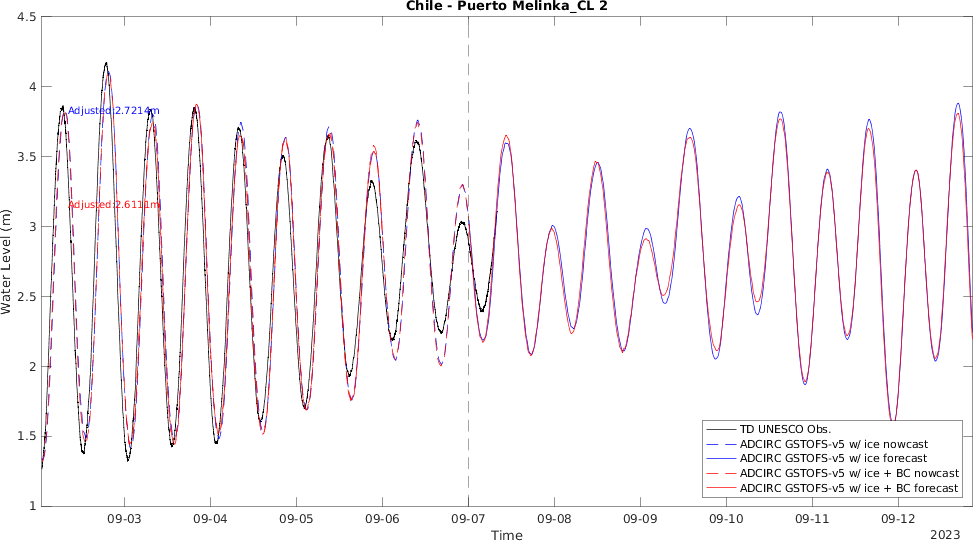 Chile - Puerto Melinka_CL 2
4.5
4
3.5
3
2.5
2
1.5
1
Water Level (m)
Adjusted:2.7214m
Adjusted:2.6111m
TD UNESCO Obs.
ADCIRC GSTOFS-v5 w/ ice nowcast
ADCIRC GSTOFS-v5 w/ ice forecast
ADCIRC GSTOFS-v5 w/ ice + BC nowcast
ADCIRC GSTOFS-v5 w/ ice + BC forecast
09-03 09-04 09-05 09-06 09-07 09-08 09-09 09-10 09-11 09-12
Time
2023